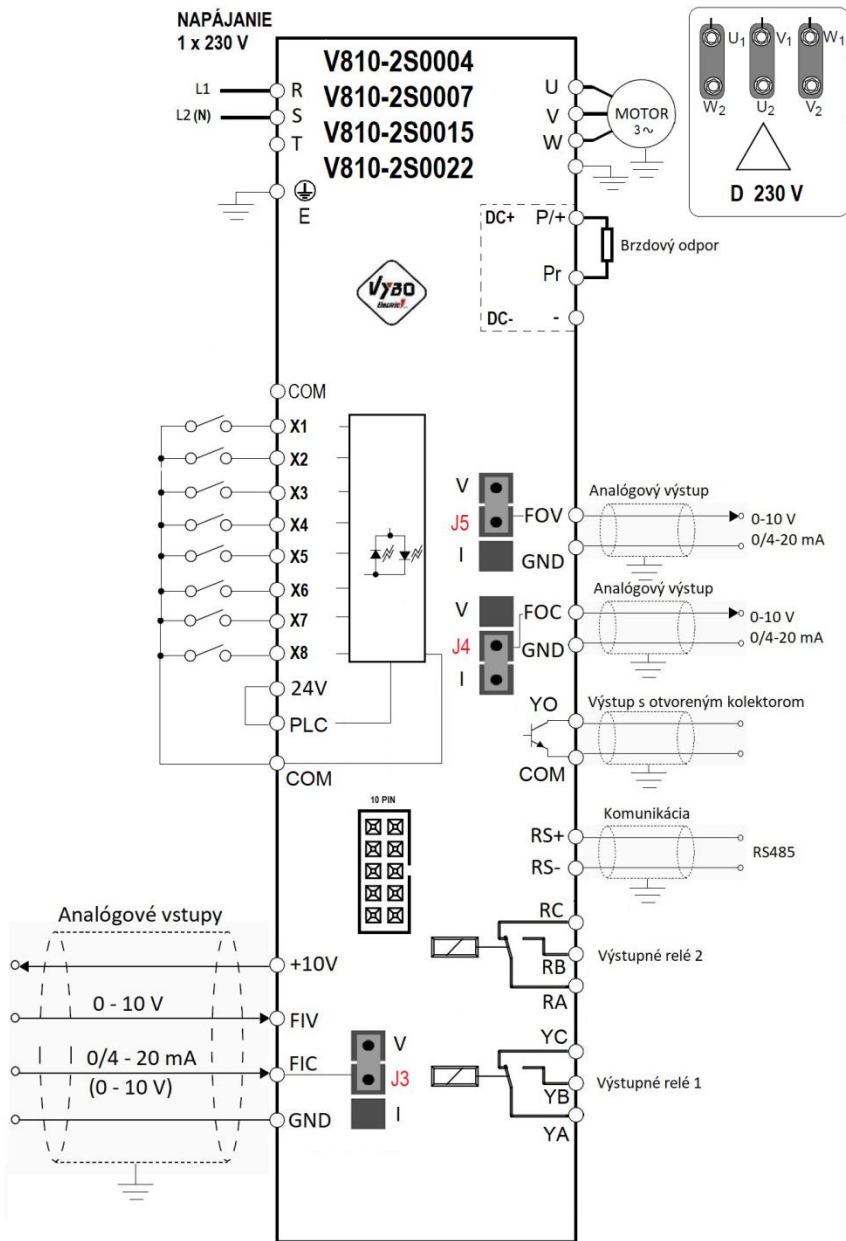 NAPÁJANIE
1 x 230 V
L1
L2 (N)
R
S
T
E
V810-2S0004
V810-2S0007
V810-2S0015
V810-2S0022
U
V
W
MOTOR
3~
U1 V1 W1
W2 U2 V2
D 230 V
DC+ P/+
Pr
DC- -
Brzdový odpor
VYBO
Electric
COM
X1
X2
X3
X4
X5
X6
X7
X8
24V
PLC
COM
V
J5
I
FOV
GND
Analógový výstup
0-10 V
0/4-20 mA
V
J4
I
FOC
GND
Analógový výstup
0-10 V
0/4-20 mA
YO
COM
Výstup s otvoreným kolektorom
10 PIN
Komunikácia
RS+
RS-
RS485
RC
RB
RA
Výstupné relé 2
YC
YB
YA
Výstupné relé 1
Analógové vstupy
+10V
0 - 10 V
FIV
0/4 - 20 mA
(0 - 10 V)
FIC
GND
V
J3
I